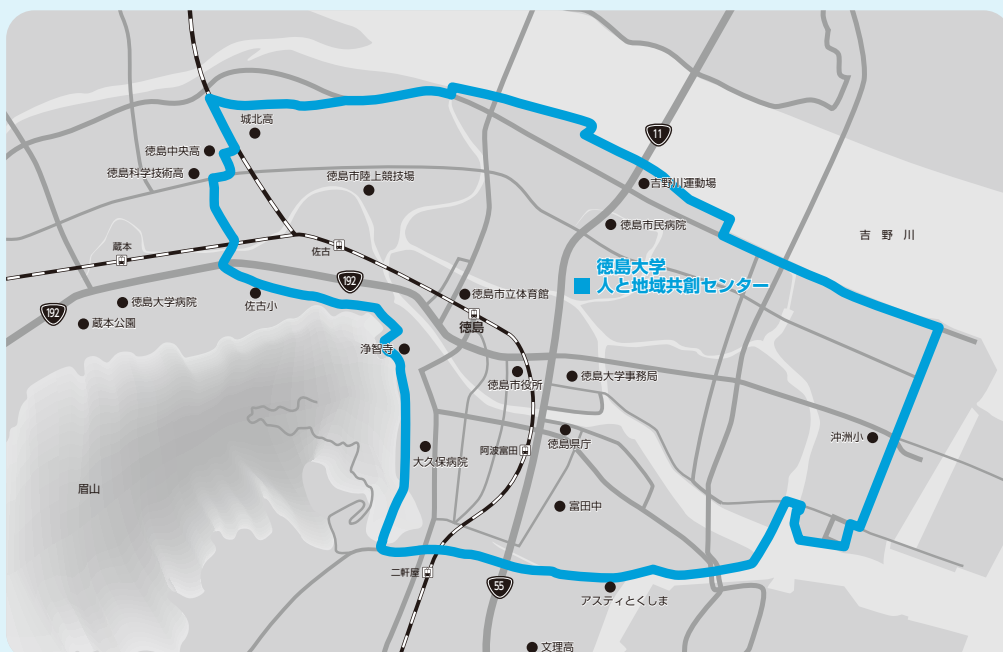 城北高
徳島中央高
11
徳島科学技術高
徳島市陸上競技場
吉野川運動場
徳島市民病院
吉野川
蔵本
佐古
徳島大学
人と地域共創センター
192
徳島大学病院
佐古小
徳島市立体育館
192
蔵本公園
徳島
浄智寺
徳島市役所
徳島大学事務局
沖洲小
徳島県庁
阿波富田
大久保病院
眉山
富田中
二軒屋
55
アスティとくしま
文理高